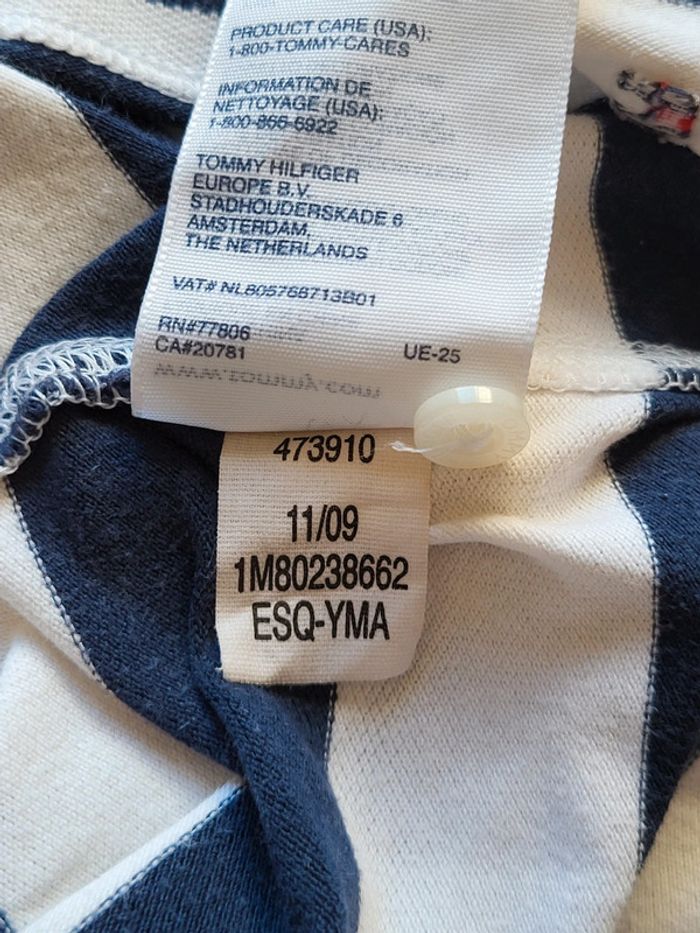 PRODUCT CARE (USA):
1-800-TOMMY-CARES
INFORMATION DE
NETTOYAGE (USA):
1-800-866-6922
TOMMY HILFIGER
EUROPE B.V.
STADHOUDERSKADE 6
AMSTERDAM,
THE NETHERLANDS
VAT# NL805768713B01
RN#77806
CA#20781
UE-25
473910
11/09
1M80238662
ESQ-YMA